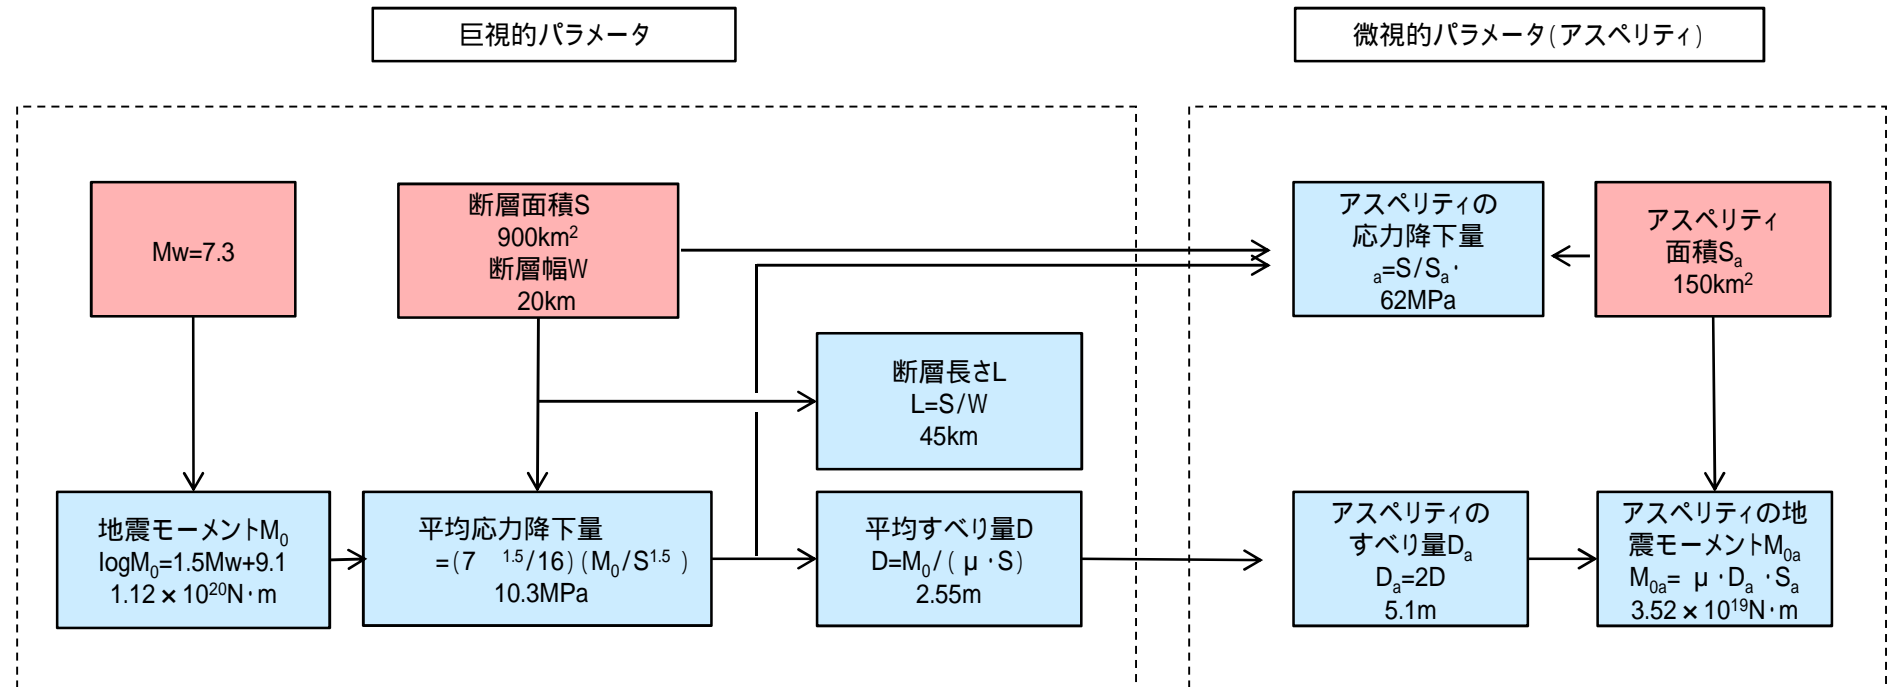 巨視的パラメータ
微視的パラメータ(アスペリティ)
Mw=7.3
断層面積S
900km²
断層幅W
20km
アスペリティの
応力降下量
ₐ=S/Sₐ・
62MPa
アスペリティ
面積Sₐ
150km²
断層長さL
L=S/W
45km
地震モーメントM₀
logM₀=1.5Mw+9.1
1.12×10²⁰N・m
平均応力降下量
=(7 ¹·⁵/16)(M₀/S¹·⁵)
10.3MPa
平均すべり量D
D=M₀/(μ・S)
2.55m
アスペリティの
すべり量Dₐ
Dₐ=2D
5.1m
アスペリティの地
震モーメントM₀ₐ
M₀ₐ=μ・Dₐ・Sₐ
3.52×10¹⁹N・m